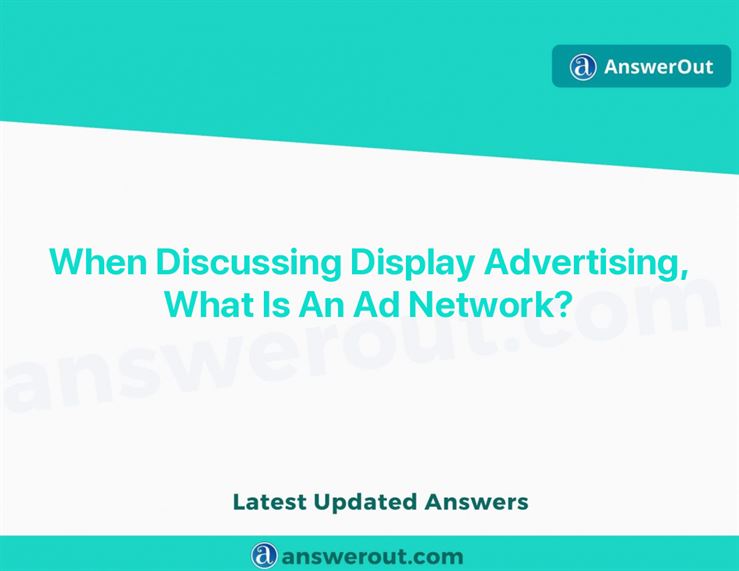 AnswerOut
When Discussing Display Advertising,
What Is An Ad Network?
answerout.com
Latest Updated Answers
answerout.com